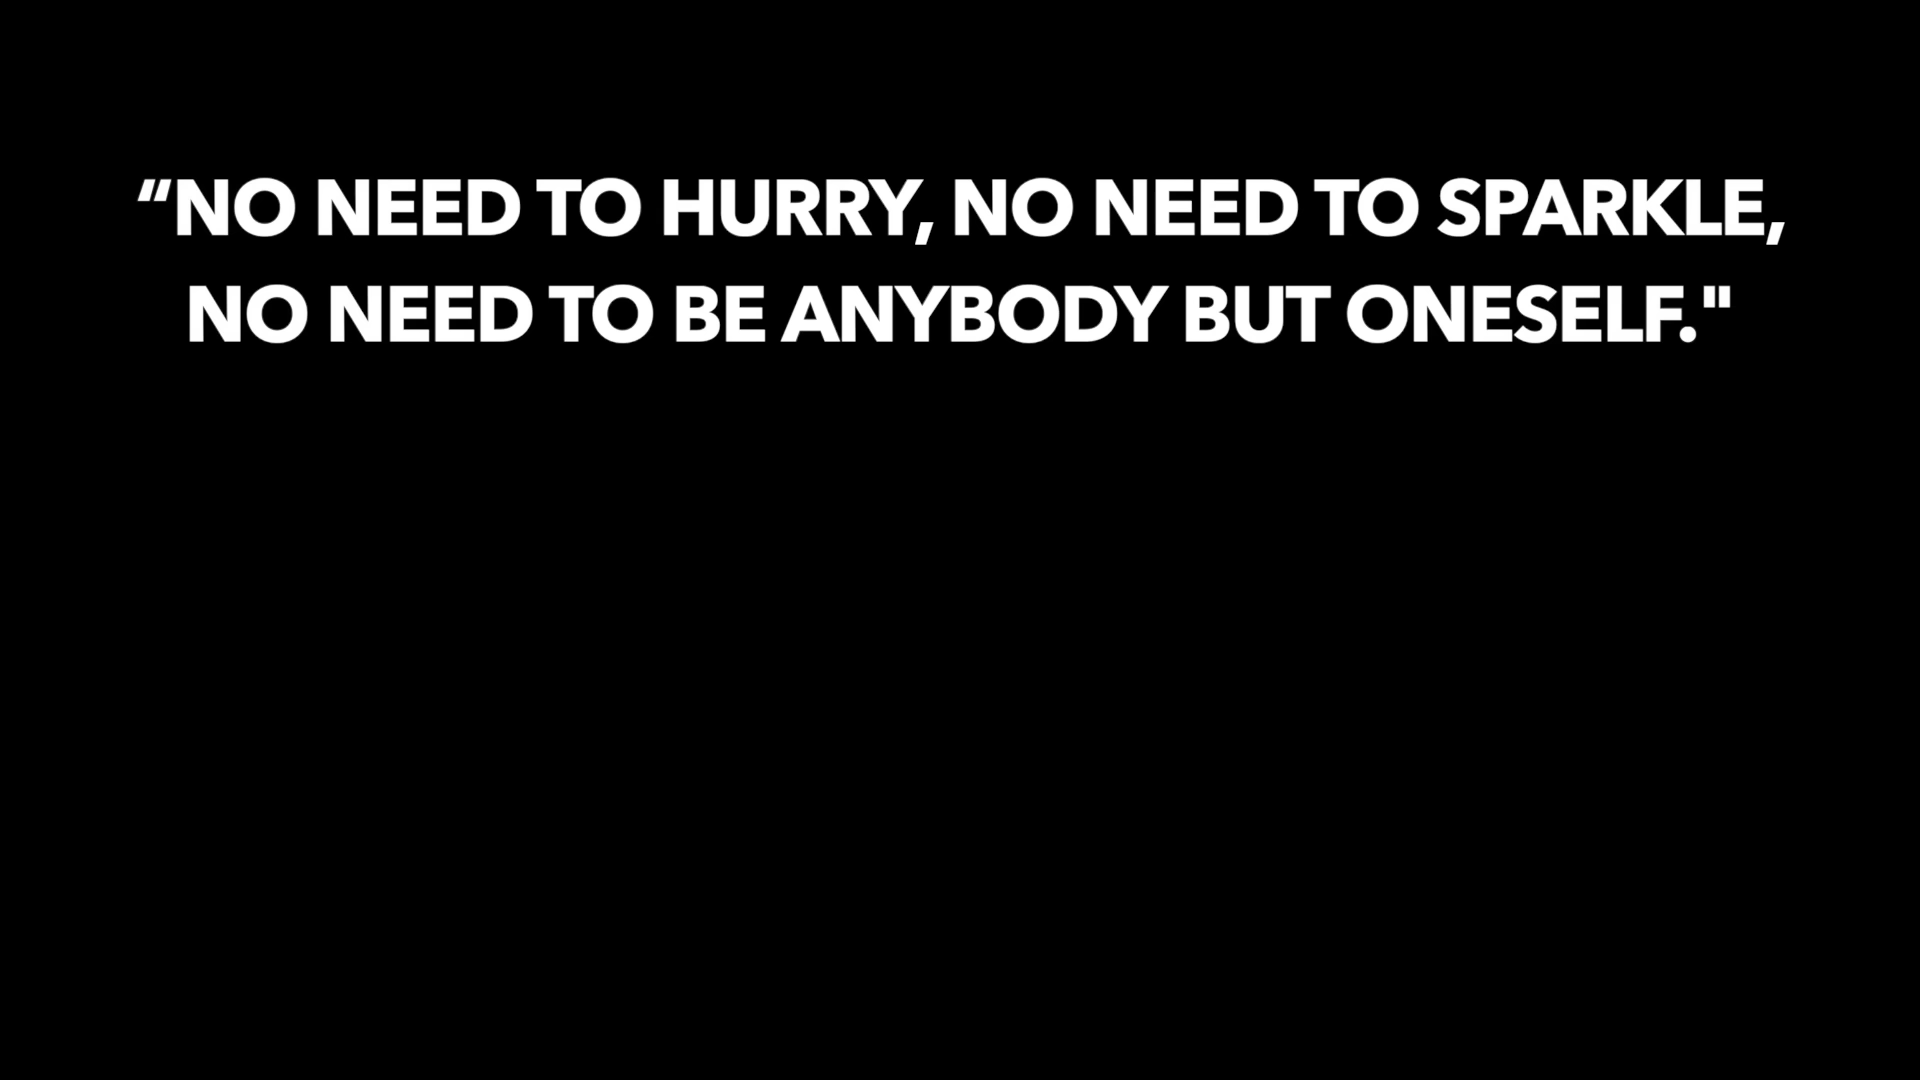 “NO NEED TO HURRY, NO NEED TO SPARKLE,
NO NEED TO BE ANYBODY BUT ONESELF."